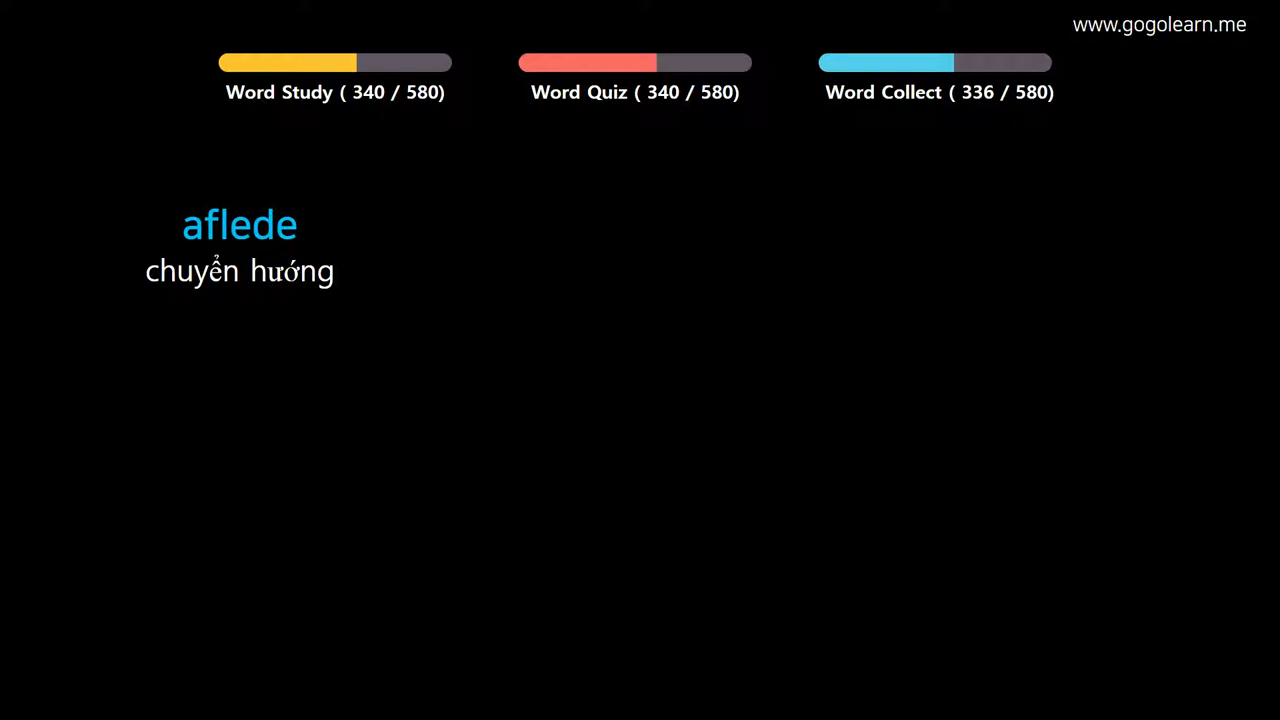 www.gogolearn.me
Word Study ( 340 / 580)
Word Quiz ( 340 / 580)
Word Collect ( 336 / 580)
aflede
chuyển hướng